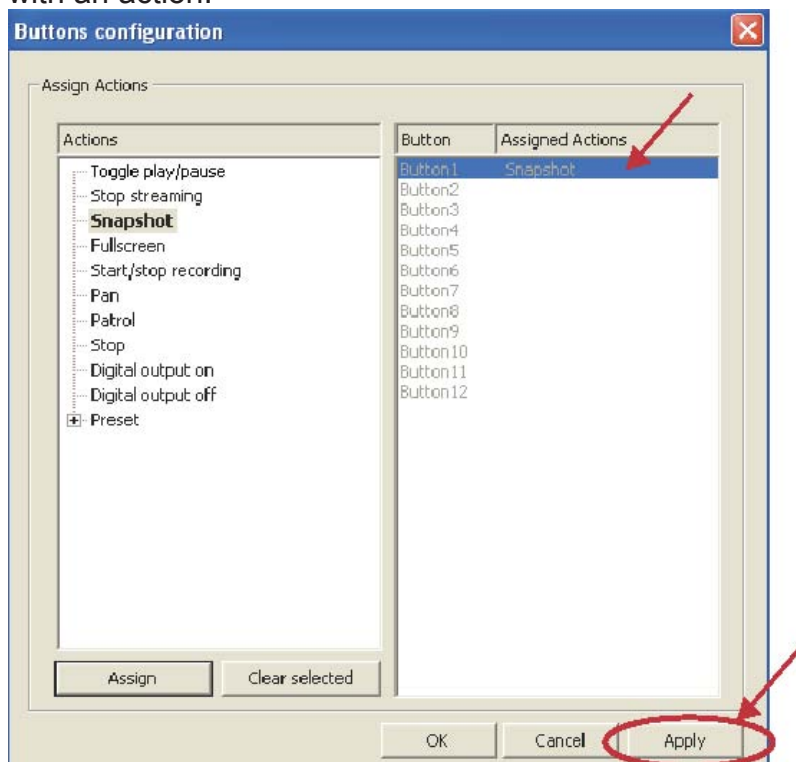 with an action.
Buttons configuration
Assign Actions
Actions
Button Assigned Actions
Toggle play/pause
Stop streaming
Snapshot
Fullscreen
Start/stop recording
Pan
Patrol
Stop
Digital output on
Digital output off
Preset
Button1 Snapshot
Button2
Button3
Button4
Button5
Button6
Button7
Button8
Button9
Button10
Button11
Button12
Assign Clear selected
OK Cancel Apply